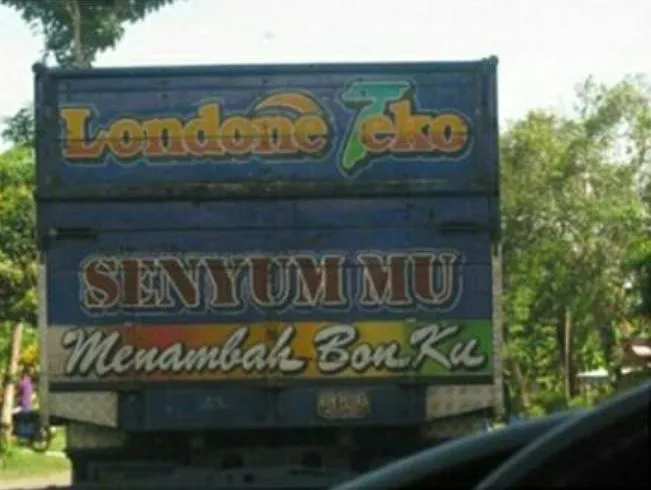 Londone Teko
SENYUM MU
Menambah Bon Ku